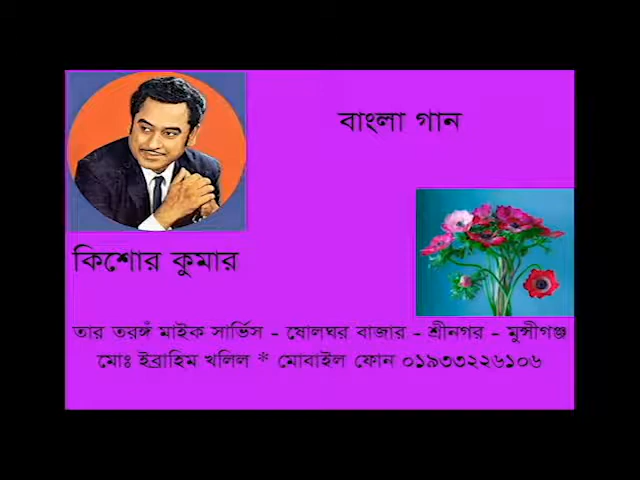 বাংলা গান
কিশোর কুমার
তার তরঙ্গঁ মাইক সার্ভিস - ষোলঘর বাজার - শ্রীনগর - মুন্সীগঞ্জ
মোঃ ইব্রাহিম খলিল * মোবাইল ফোন ০১৯৩৩২২৬১০৬